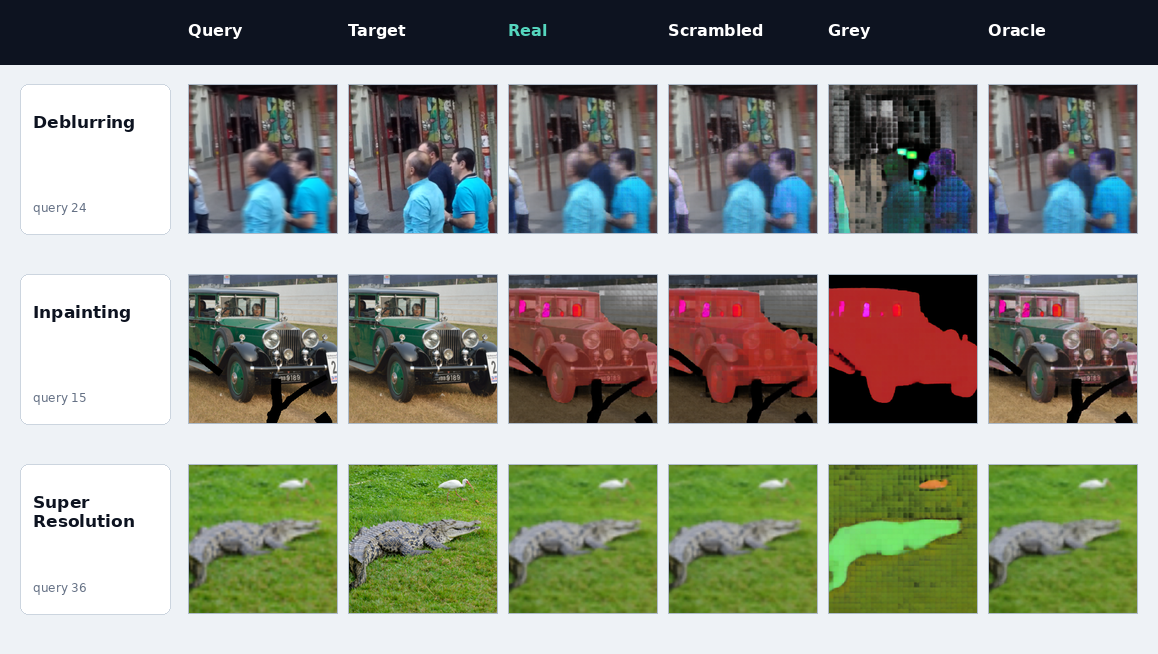 Query Target Real Scrambled Grey Oracle
Deblurring
query 24
Inpainting
query 15
Super
Resolution
query 36